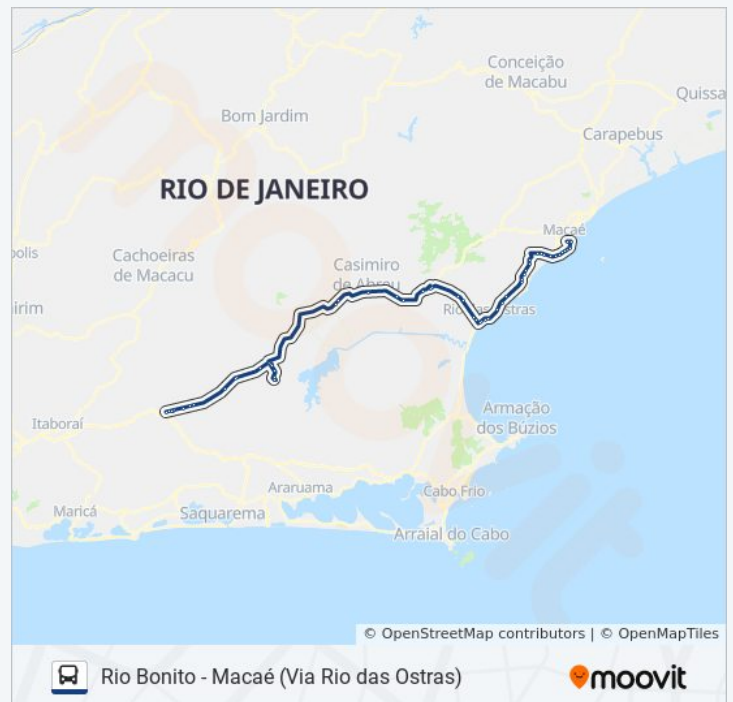 Conceição
de Macabu
Quissa
Bom Jardim
Carapebus
RIO DE JANEIRO
Macaé
polis
Cachoeiras
de Macacu
Casimiro
de Abreu
irim
Rio das Ostras
Armação
dos Búzios
Itaboraí
Araruama
Cabo Frio
Maricá
Saquarema
Arraial do Cabo
© OpenStreetMap contributors | © OpenMapTiles
Rio Bonito - Macaé (Via Rio das Ostras)
moovit